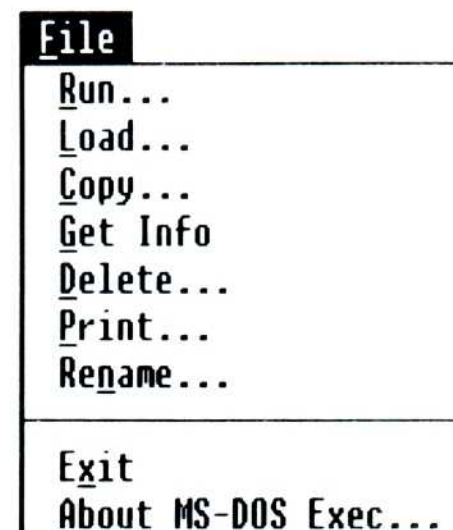 File
Run...
Load...
Copy...
Get Info
Delete...
Print...
Rename...
Exit
About MS-DOS Exec...